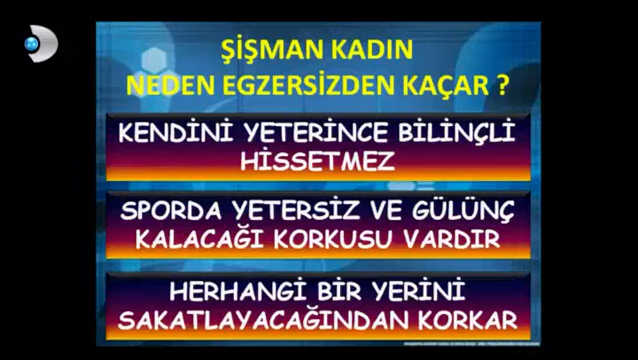 ŞİŞMAN KADIN
NEDEN EGZERSİZDEN KAÇAR ?
KENDİNİ YETERİNCE BİLİNÇLİ
HİSSETMEZ
SPORDA YETERSİZ VE GÜLÜNÇ
KALACAĞI KORKUSU VARDIR
HERHANGİ BİR YERİNİ
SAKATLAYACAĞINDAN KORKAR